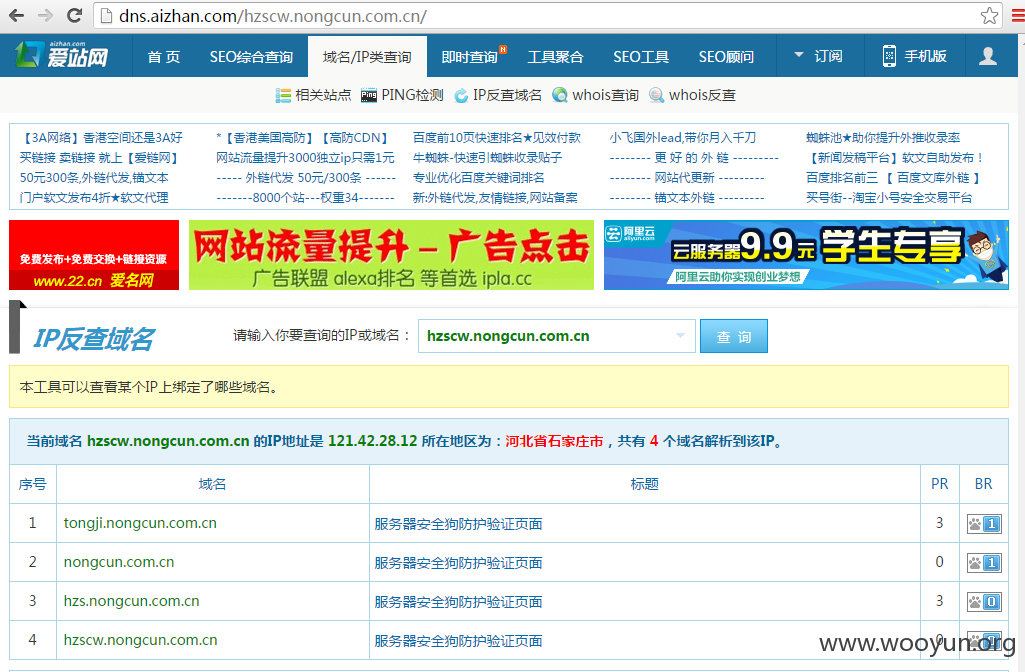 dns.aizhan.com/hzscw.nongcun.com.cn/
aizhan.com
爱站网 首 页 SEO综合查询 域名/IP类查询 即时查询 N 工具聚合 SEO工具 SEO顾问 订阅 手机版
相关站点 PING检测 IP反查域名 whois查询 whois反查
【3A网络】香港空间还是3A好 *【香港美国高防】【高防CDN】 百度前10页快速排名★见效付款 小飞国外lead,带你月入千刀 蜘蛛池★助你提升外推收录率
买链接 卖链接 就上【爱链网】 网站流量提升3000独立ip只需1元 牛蜘蛛-快速引蜘蛛收录贴子 -------- 更 好 的 外 链 --------- 【新闻发稿平台】软文自助发布！
50元300条,外链代发,锚文本 ----- 外链代发 50元/300条 ------ 专业优化百度关键词排名 -------- 网站代更新 --------- 百度排名前三 【 百度文库外链 】
门户软文发布4折★软文代理 -------8000个站---权重34------- 新:外链代发,友情链接,网站备案 -------- 锚文本外链 --------- 买号街--淘宝小号安全交易平台
免费发布+免费交换+链接资源
www.22.cn 爱名网
网站流量提升 – 广告点击
广告联盟 alexa排名 等首选 ipla.cc
阿里云
aliyun.com
云服务器9.9元 学生专享
阿里云助你实现创业梦想
IP反查域名 请输入你要查询的IP或域名： hzscw.nongcun.com.cn 查 询
本工具可以查看某个IP上绑定了哪些域名。
当前域名 hzscw.nongcun.com.cn 的IP地址是 121.42.28.12 所在地区为：河北省石家庄市，共有 4 个域名解析到该IP。
序号 域名 标题 PR BR
1 tongji.nongcun.com.cn 服务器安全狗防护验证页面 3 1
2 nongcun.com.cn 服务器安全狗防护验证页面 0 1
3 hzs.nongcun.com.cn 服务器安全狗防护验证页面 3 0
4 hzscw.nongcun.com.cn 服务器安全狗防护验证页面 0
www.wooyun.org